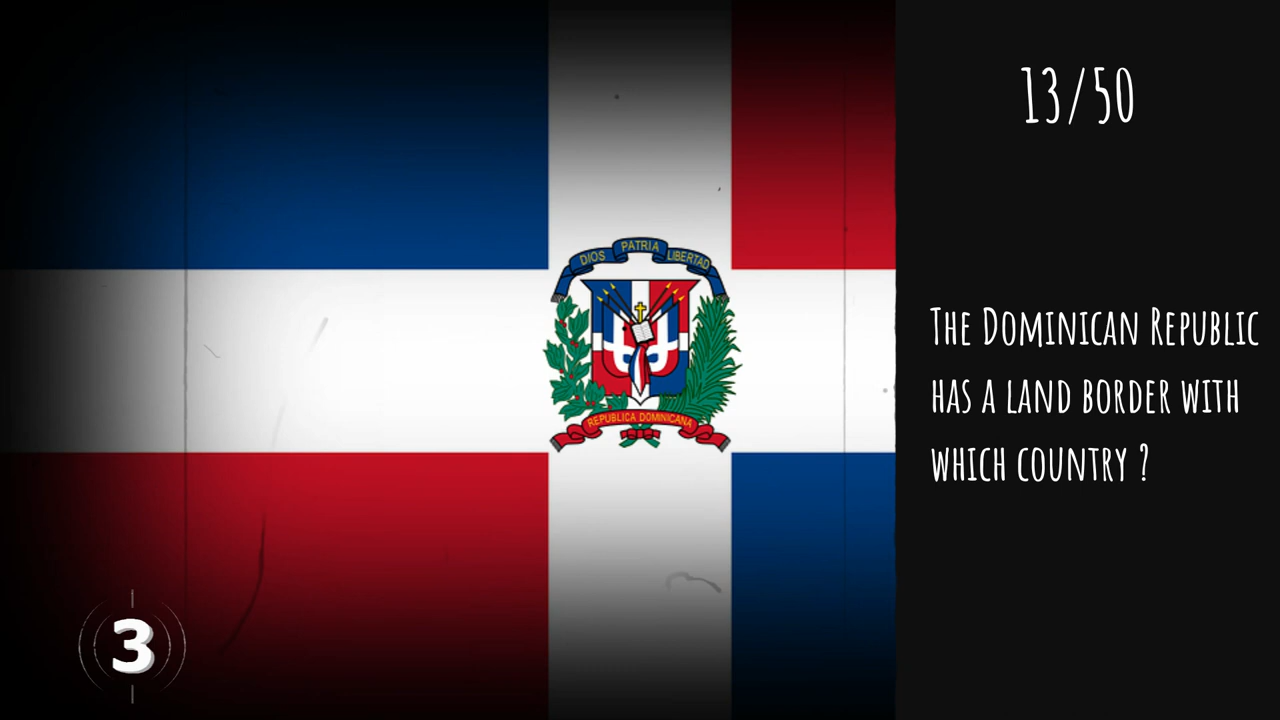 13/50
DIOS PATRIA LIBERTAD
REPUBLICA DOMINICANA
The Dominican Republic
has a land border with
which country ?
3